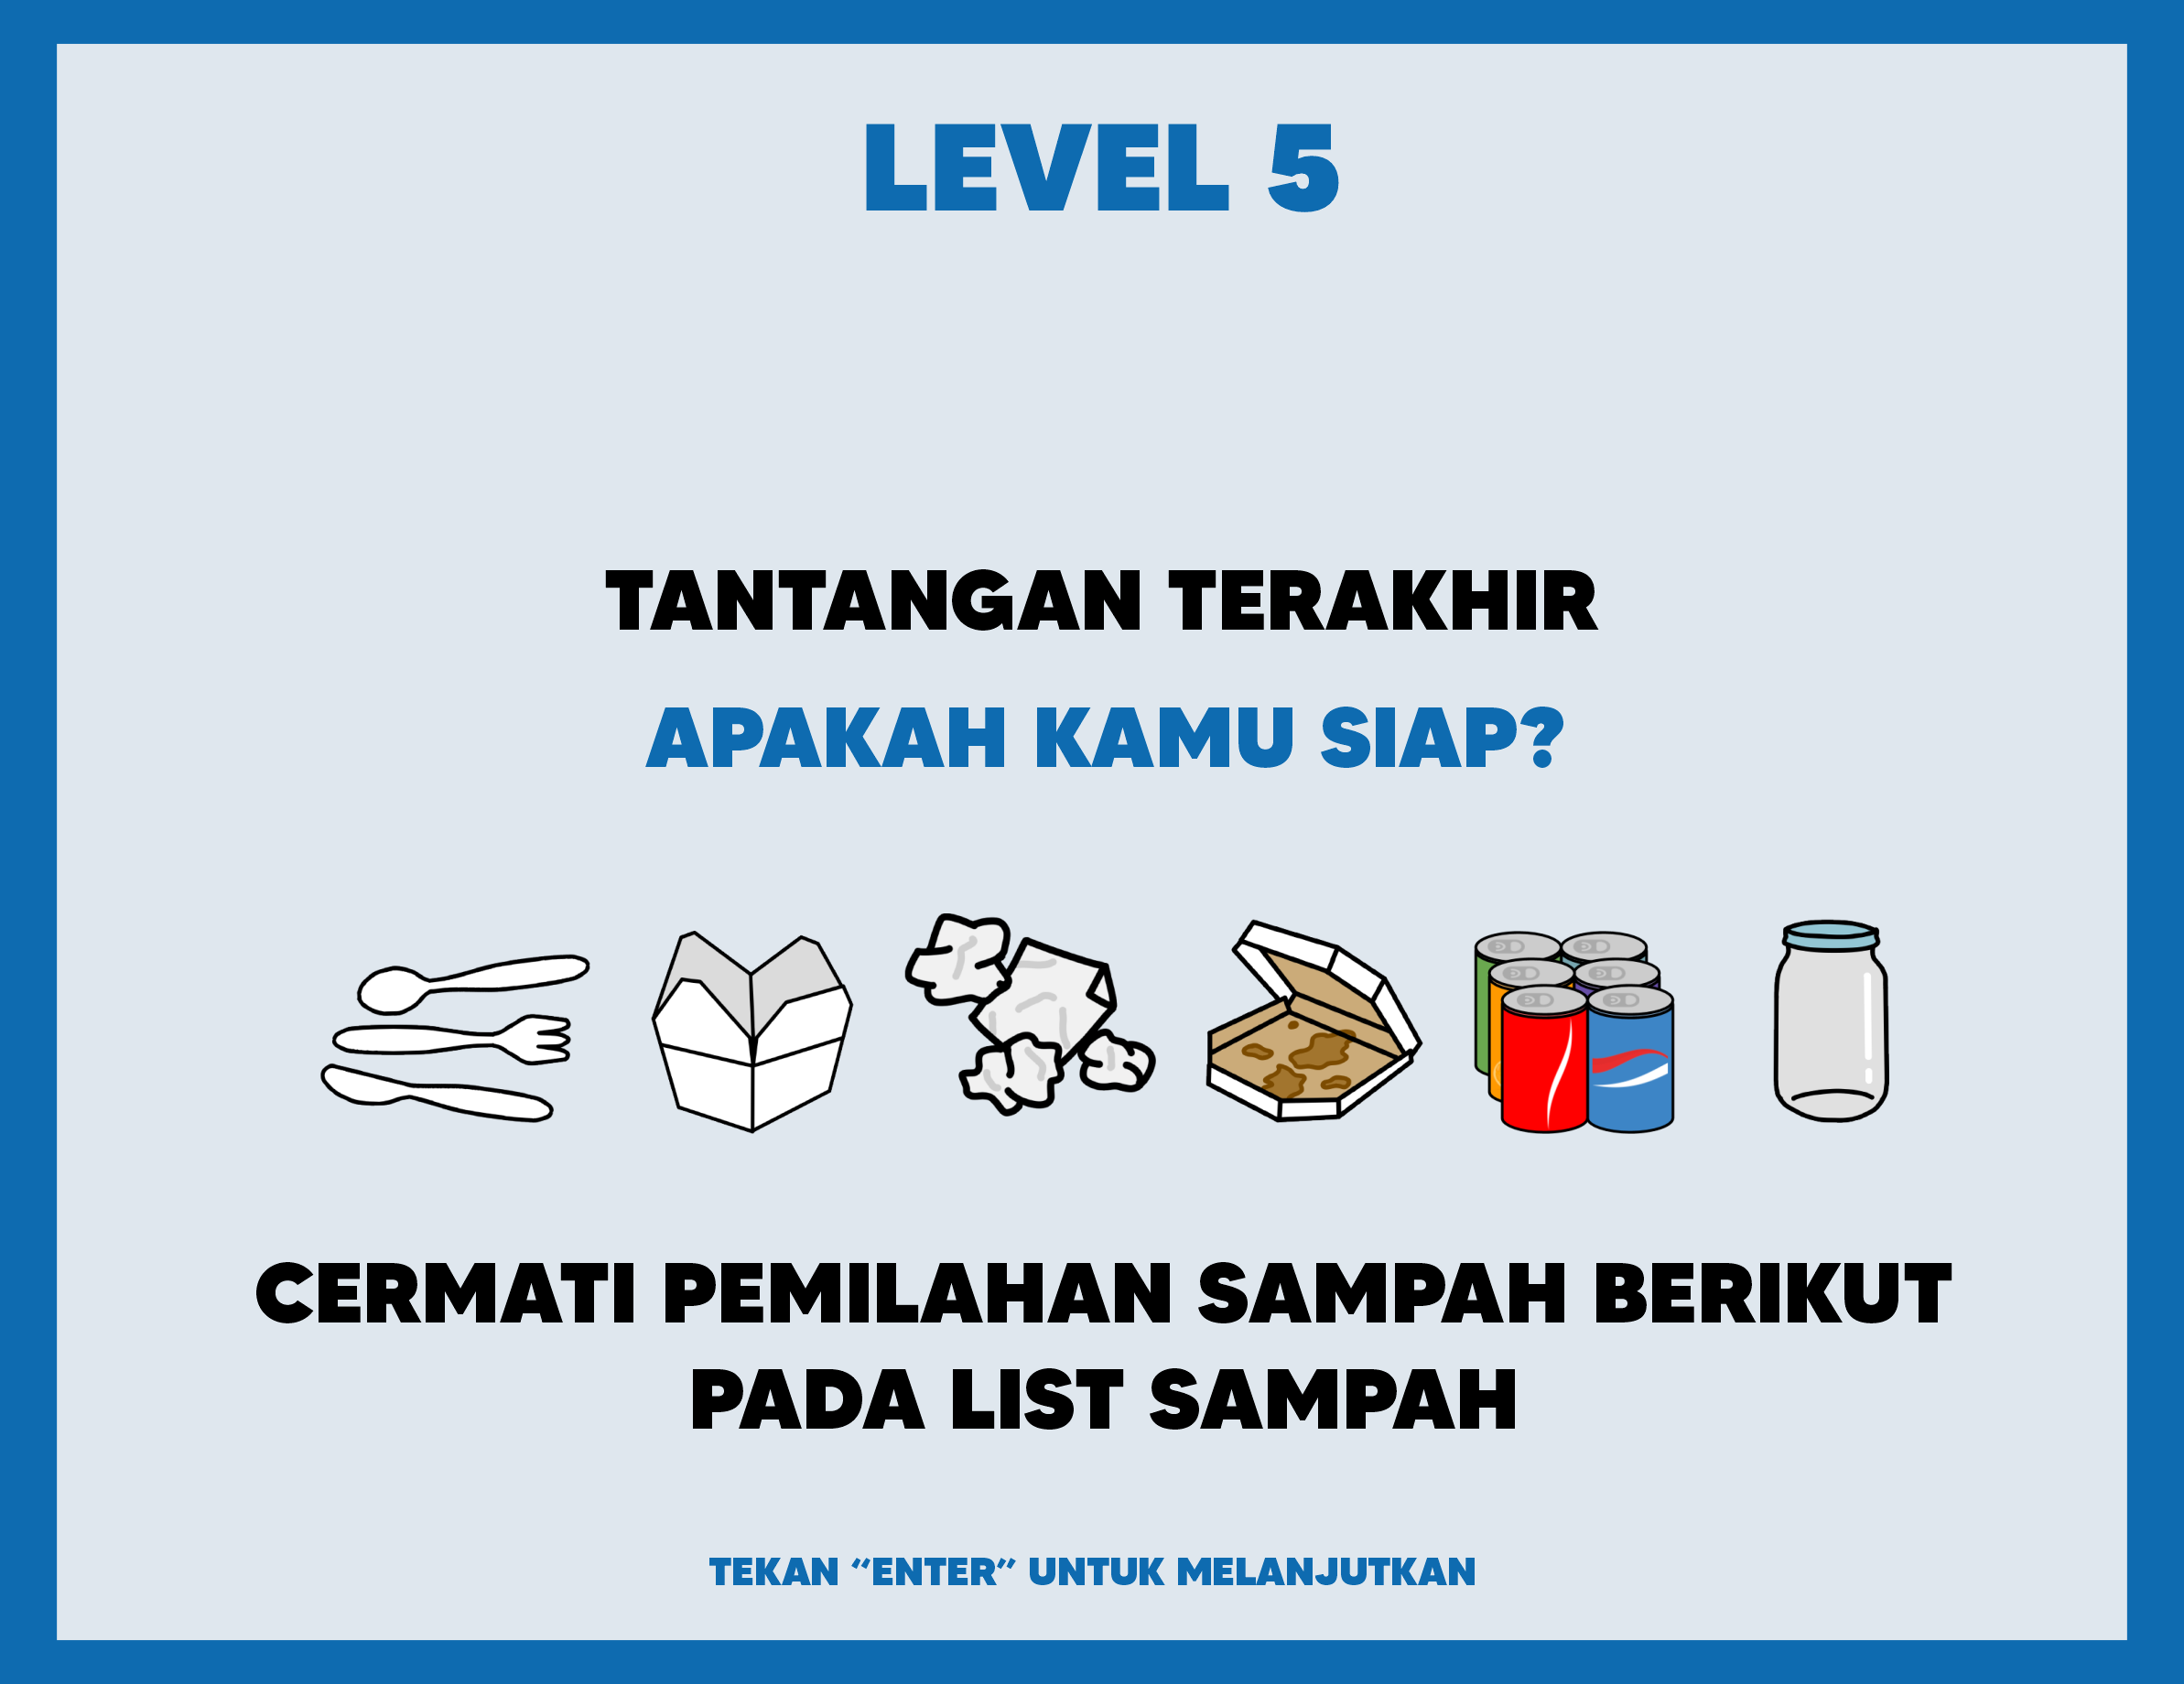 LEVEL 5
TANTANGAN TERAKHIR
APAKAH KAMU SIAP?
CERMATI PEMILAHAN SAMPAH BERIKUT
PADA LIST SAMPAH
TEKAN "ENTER" UNTUK MELANJUTKAN